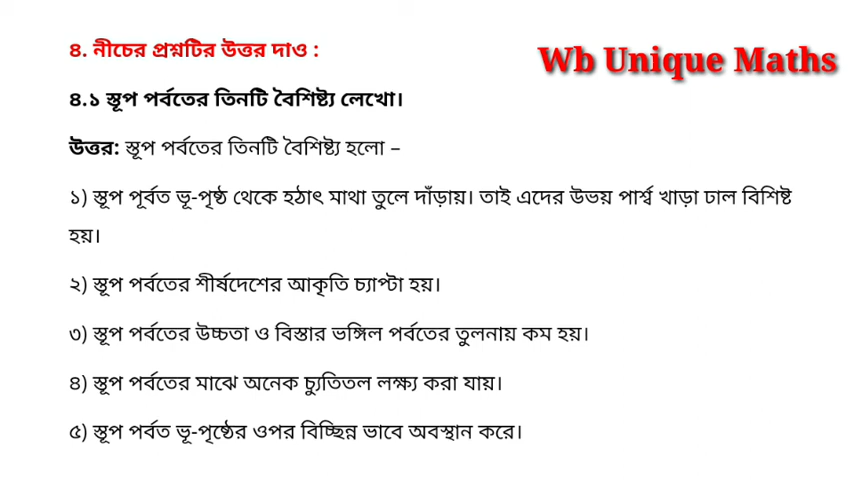 ৪. নীচের প্রশ্নটির উত্তর দাও :
Wb Unique Maths
৪.১ স্তূপ পর্বতের তিনটি বৈশিষ্ট্য লেখো।
উত্তর: স্তূপ পর্বতের তিনটি বৈশিষ্ট্য হলো –
১) স্তূপ পূর্বত ভূ-পৃষ্ঠ থেকে হঠাৎ মাথা তুলে দাঁড়ায়। তাই এদের উভয় পার্শ্ব খাড়া ঢাল বিশিষ্ট
হয়।
২) স্তূপ পর্বতের শীর্ষদেশের আকৃতি চ্যাপ্টা হয়।
৩) স্তূপ পর্বতের উচ্চতা ও বিস্তার ভঙ্গিল পর্বতের তুলনায় কম হয়।
৪) স্তূপ পর্বতের মাঝে অনেক চ্যুতিতল লক্ষ্য করা যায়।
৫) স্তূপ পর্বত ভূ-পৃষ্ঠের ওপর বিচ্ছিন্ন ভাবে অবস্থান করে।